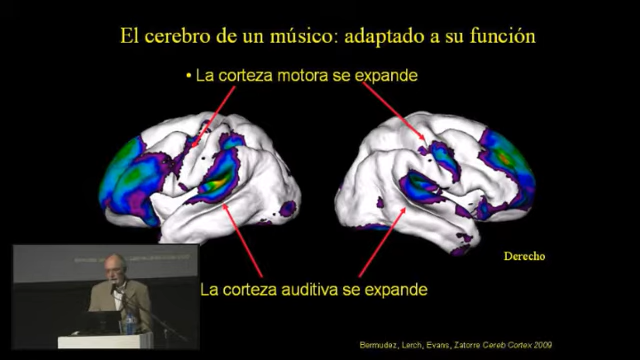 El cerebro de un músico: adaptado a su función
• La corteza motora se expande
Derecho
La corteza auditiva se expande
Bermudez, Lerch, Evans, Zatorre Cereb Cortex 2009